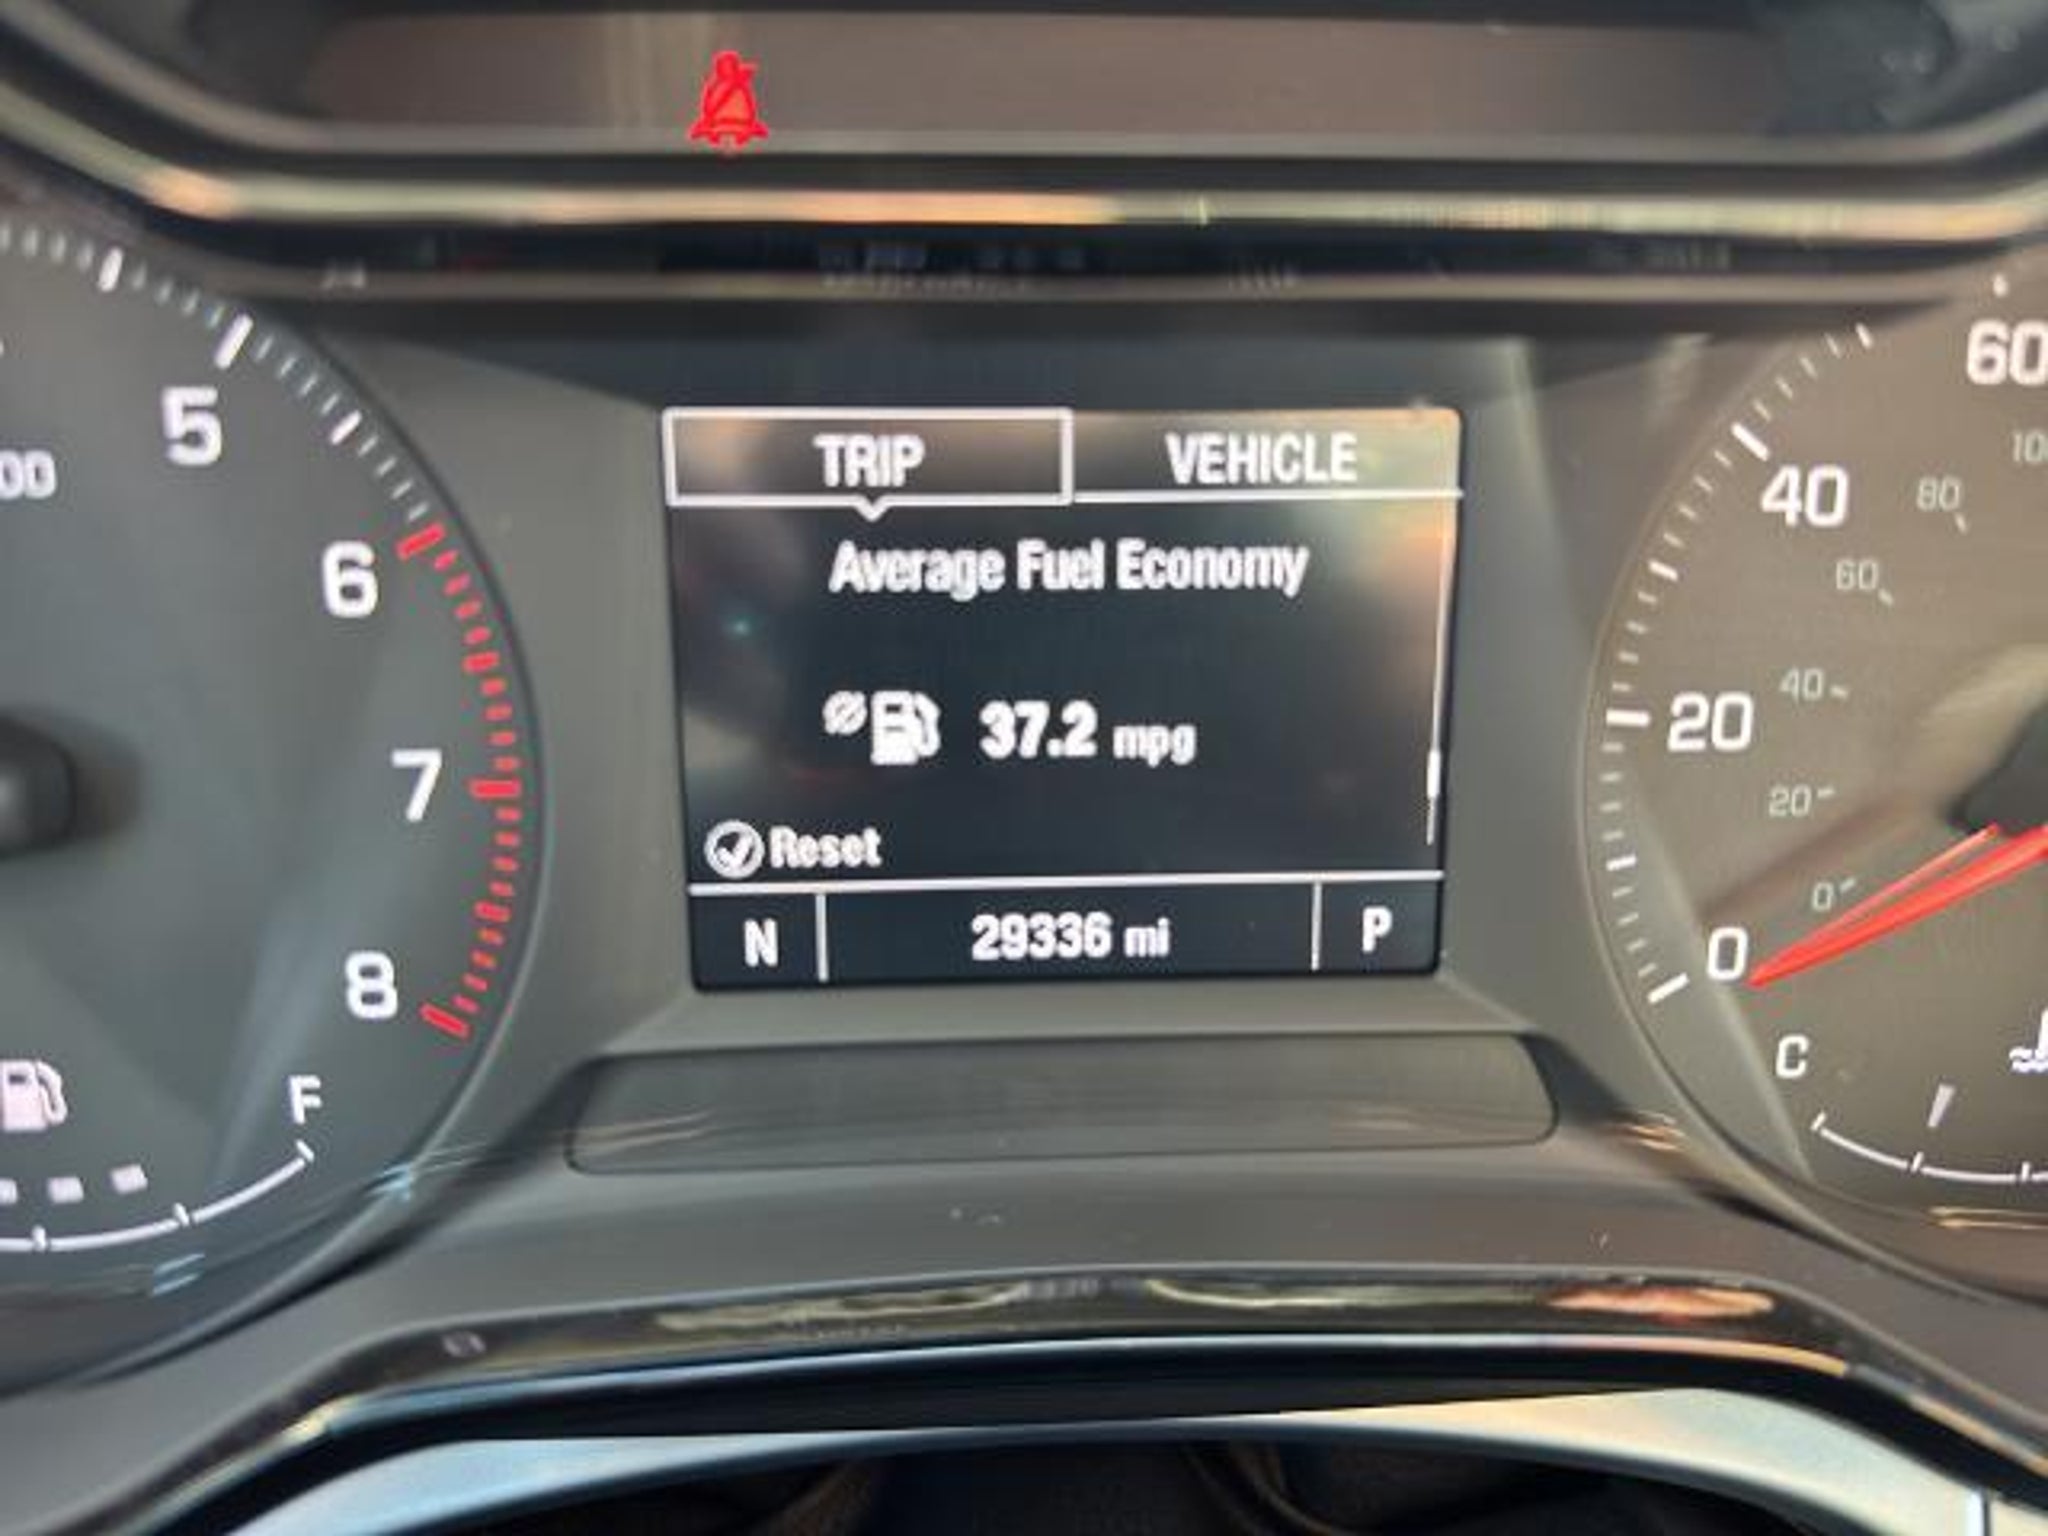 TRIP VEHICLE
Average Fuel Economy
37.2 mpg
Reset
N 29336 mi P
5
6
7
8
F
60
40
20
0
80
60
40
20
0
C